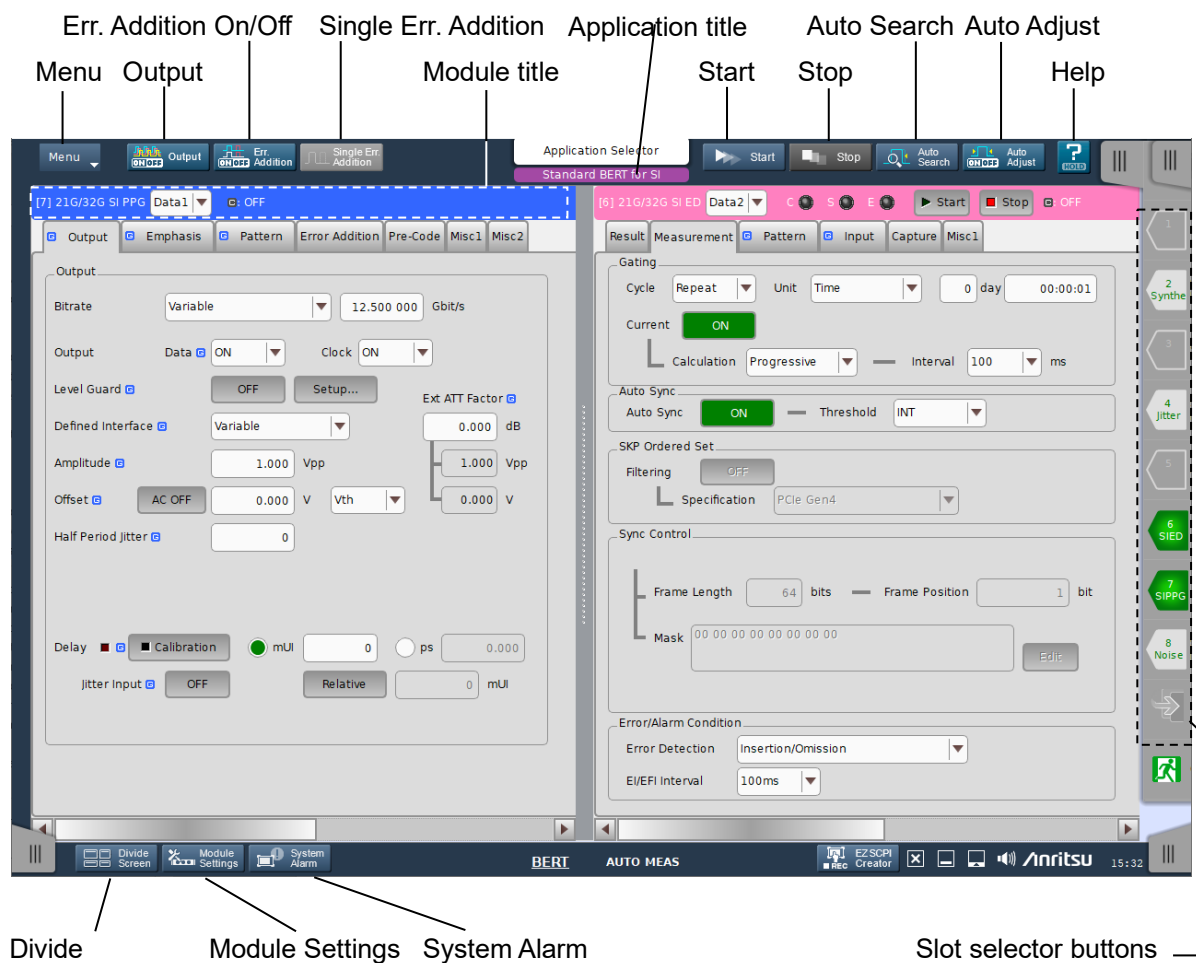 Err. Addition On/Off Single Err. Addition Application title Auto Search Auto Adjust
Menu Output Module title Start Stop Help
Menu ON OFF Output ON OFF Err. Addition Single Err. Addition Application Selector Start Stop Auto Search ON OFF Auto Adjust ? HOLD
Standard BERT for SI
[7] 21G/32G SI PPG Data1 G: OFF
Output Emphasis Pattern Error Addition Pre-Code Misc1 Misc2
Output
Bitrate Variable 12.500 000 Gbit/s
Output Data G ON Clock ON
Level Guard G OFF Setup... Ext ATT Factor G
Defined Interface G Variable 0.000 dB
Amplitude G 1.000 Vpp 1.000 Vpp
Offset G AC OFF 0.000 V Vth 0.000 V
Half Period Jitter G 0
Delay G Calibration mUI 0 ps 0.000
Jitter Input G OFF Relative 0 mUI
[6] 21G/32G SI ED Data2 C S E Start Stop G: OFF
Result Measurement G Pattern G Input Capture Misc1
Gating
Cycle Repeat Unit Time 0 day 00:00:01
Current ON
Calculation Progressive Interval 100 ms
Auto Sync
Auto Sync ON Threshold INT
SKP Ordered Set
Filtering OFF
Specification PCIe Gen4
Sync Control
Frame Length 64 bits Frame Position 1 bit
Mask 00 00 00 00 00 00 00 00
Edit
Error/Alarm Condition
Error Detection Insertion/Omission
EI/EFI Interval 100ms
1
2
Synthe
3
4
Jitter
5
6
SIED
7
SIPPG
8
Noise
Divide Screen Module Settings System Alarm BERT AUTO MEAS REC EZ SCPI Creator Anritsu 15:32
Divide Module Settings System Alarm Slot selector buttons